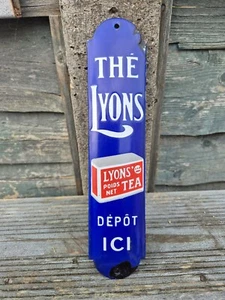 THÉ
LYONS
LYONS'
POIDS NET TEA
DÉPÔT
ICI